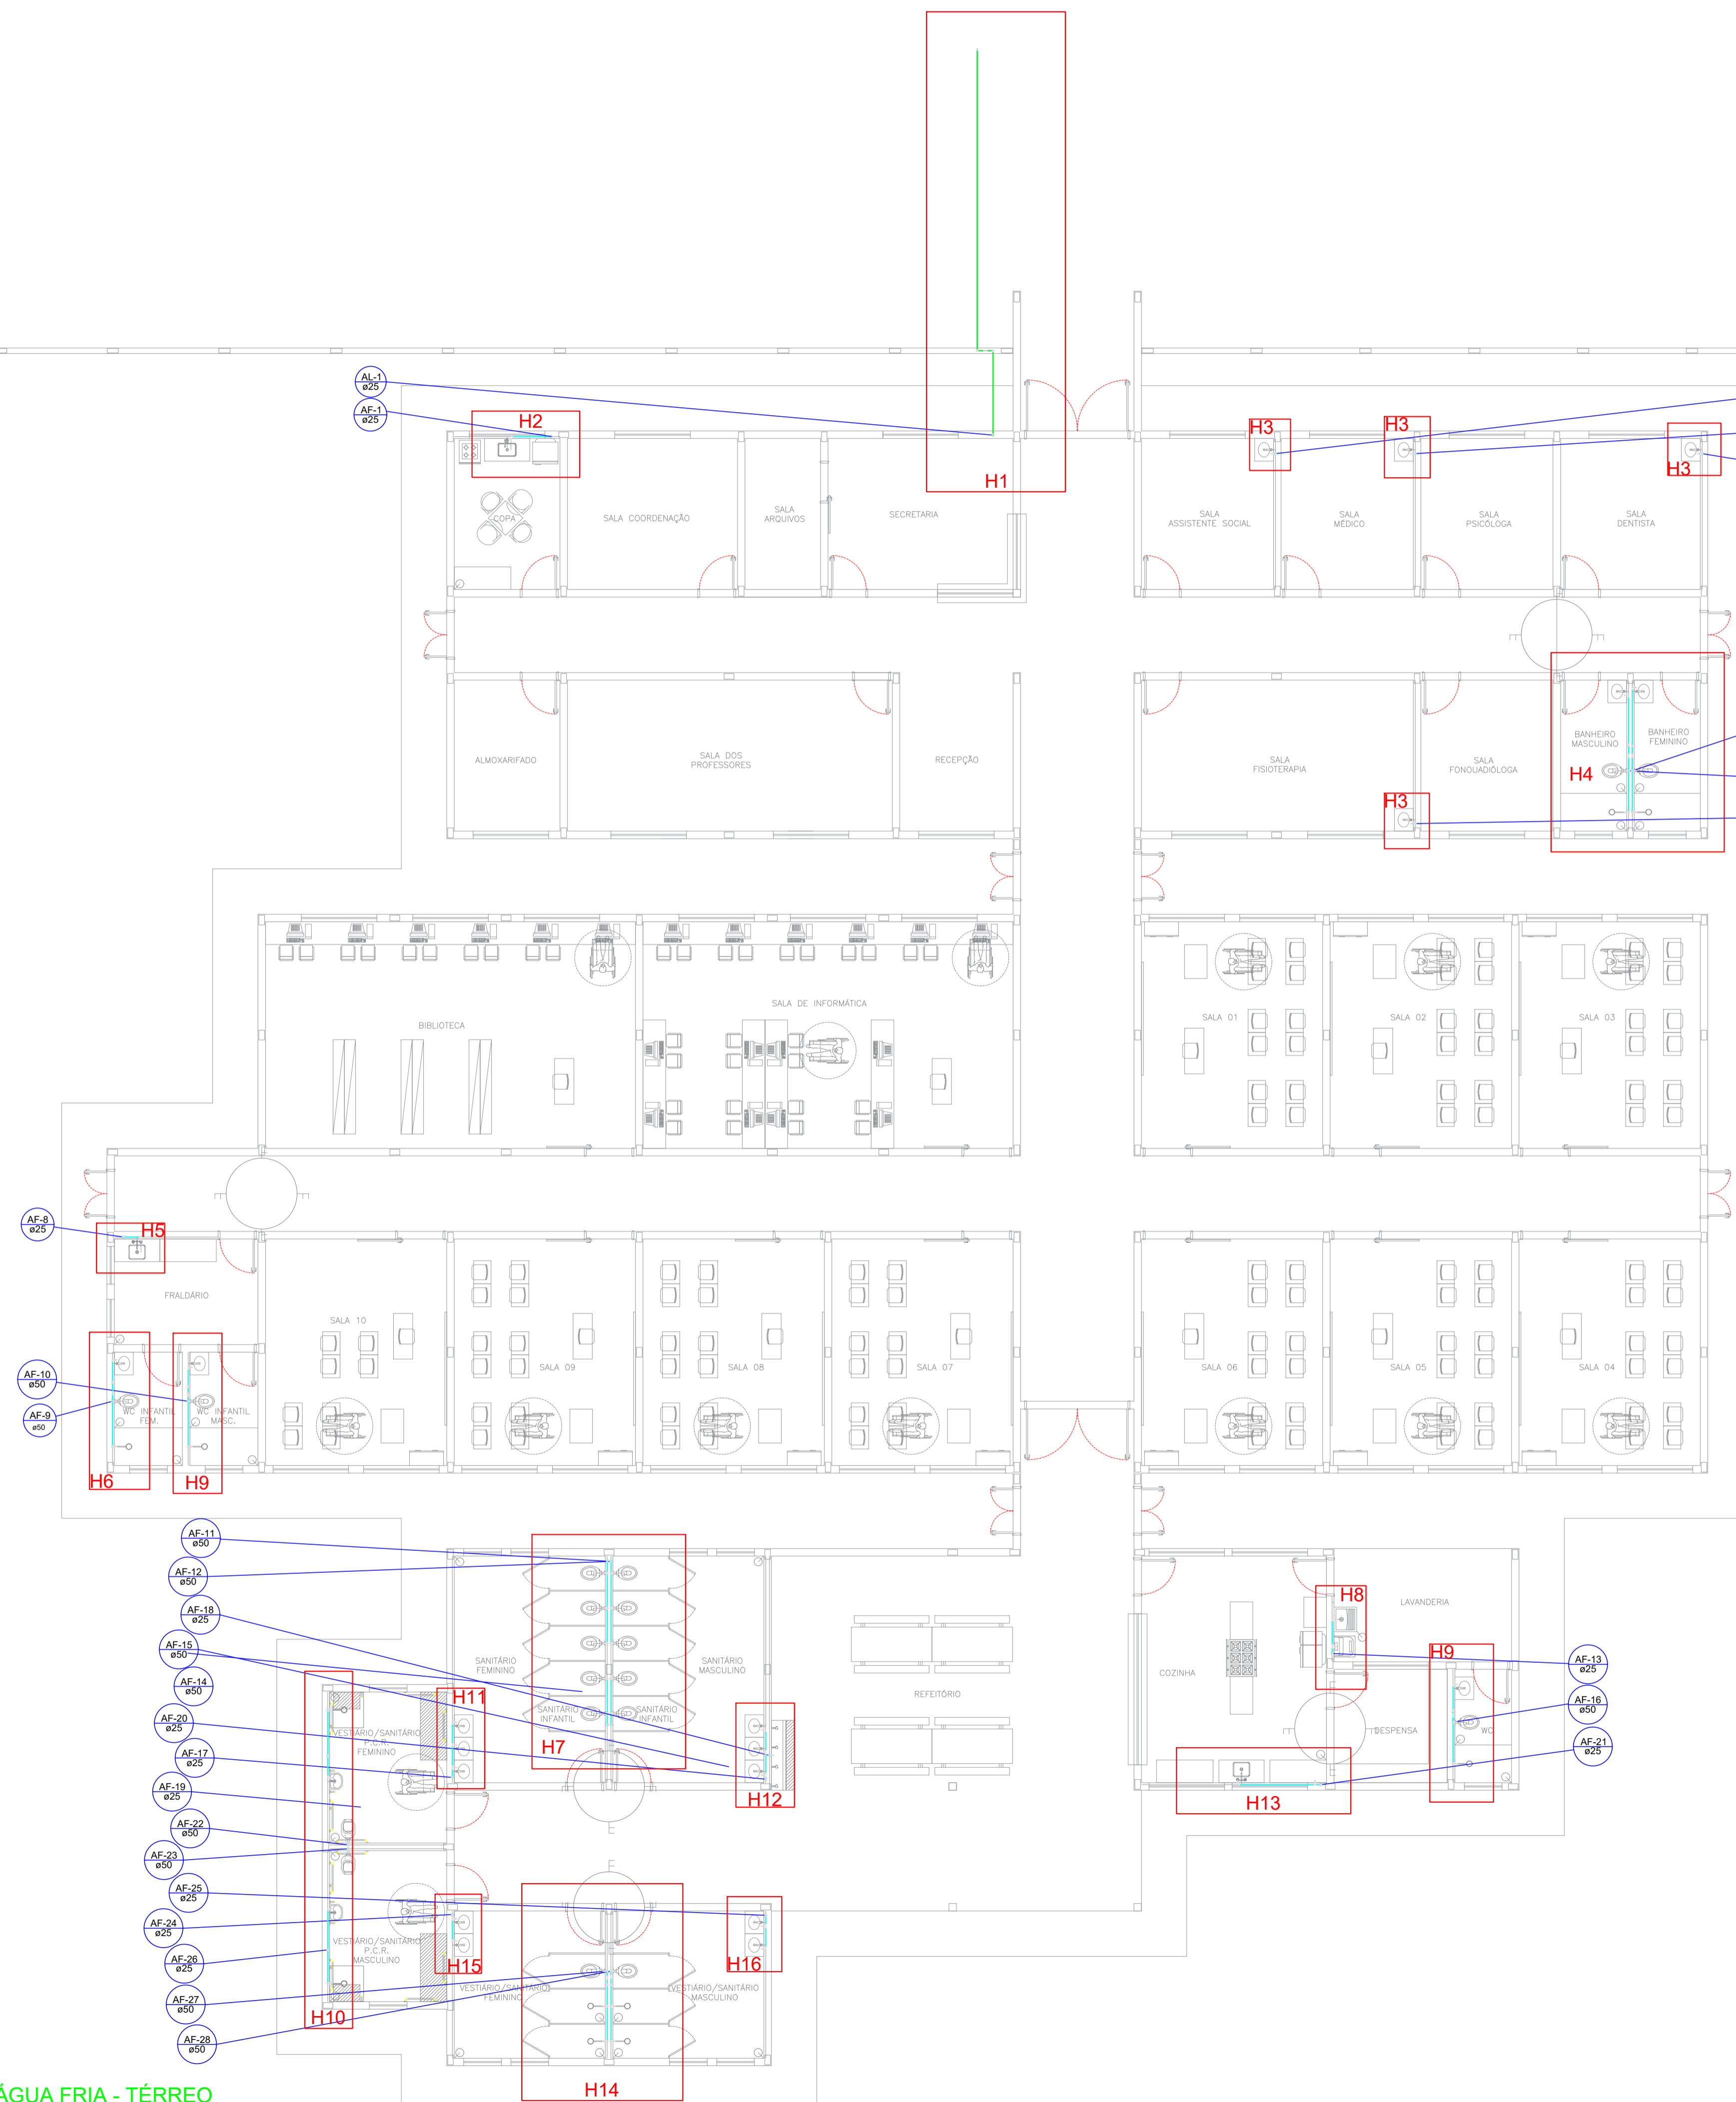 AL-1
ø25
AF-1
ø25
H2
H1
H3
H3
H3
COPA
SALA COORDENAÇÃO
SALA
ARQUIVOS
SECRETARIA
SALA
ASSISTENTE SOCIAL
SALA
MÉDICO
SALA
PSICÓLOGA
SALA
DENTISTA
ALMOXARIFADO
SALA DOS
PROFESSORES
RECEPÇÃO
SALA
FISIOTERAPIA
SALA
FONOUADIÓLOGA
BANHEIRO
MASCULINO
BANHEIRO
FEMININO
H4
H3
BIBLIOTECA
SALA DE INFORMÁTICA
SALA 01
SALA 02
SALA 03
AF-8
ø25
H5
FRALDÁRIO
SALA 10
SALA 09
SALA 08
SALA 07
SALA 06
SALA 05
SALA 04
AF-10
ø50
AF-9
ø50
WC INFANTIL
FEM.
WC INFANTIL
MASC.
H6
H9
AF-11
ø50
AF-12
ø50
AF-18
ø25
AF-15
ø50
AF-14
ø50
AF-20
ø25
AF-17
ø25
AF-19
ø25
AF-22
ø50
AF-23
ø50
AF-25
ø25
AF-24
ø25
AF-26
ø25
AF-27
ø50
AF-28
ø50
SANITÁRIO
FEMININO
SANITÁRIO
MASCULINO
SANITÁRIO
INFANTIL
SANITÁRIO
INFANTIL
H7
H11
H12
VESTIÁRIO/SANITÁRIO
P.C.R.
FEMININO
VESTIÁRIO/SANITÁRIO
P.C.R.
MASCULINO
H10
REFEITÓRIO
COZINHA
LAVANDERIA
H8
H9
DESPENSA
WC
H13
AF-13
ø25
AF-16
ø50
AF-21
ø25
H15
H16
VESTIÁRIO/SANITÁRIO
FEMININO
VESTIÁRIO/SANITÁRIO
MASCULINO
H14
ÁGUA FRIA - TÉRREO